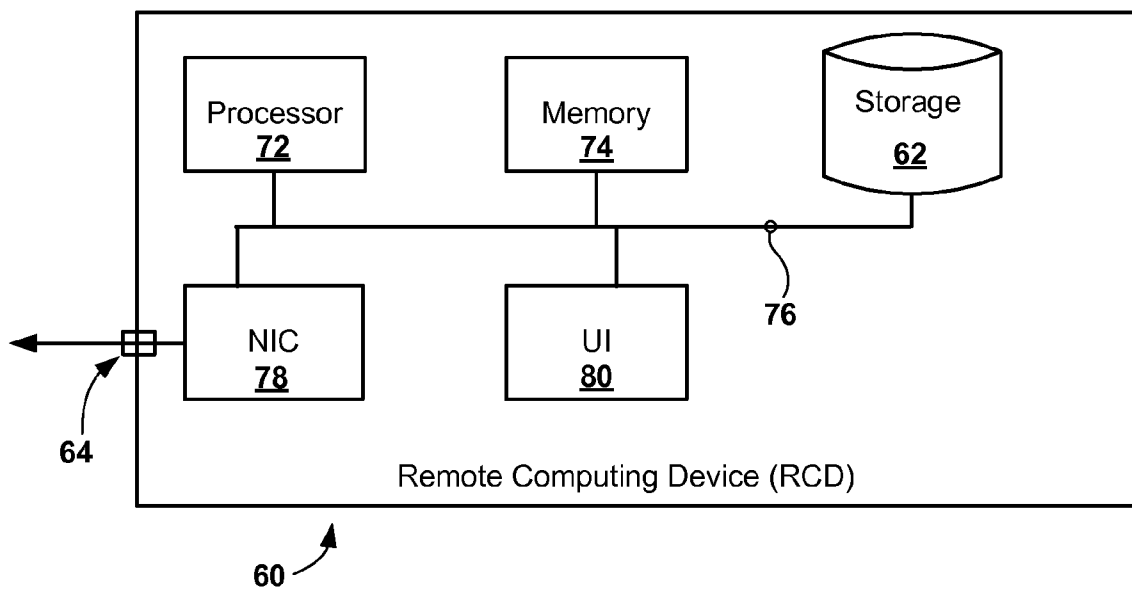 Processor
72
Memory
74
Storage
62
76
NIC
78
UI
80
64
Remote Computing Device (RCD)
60